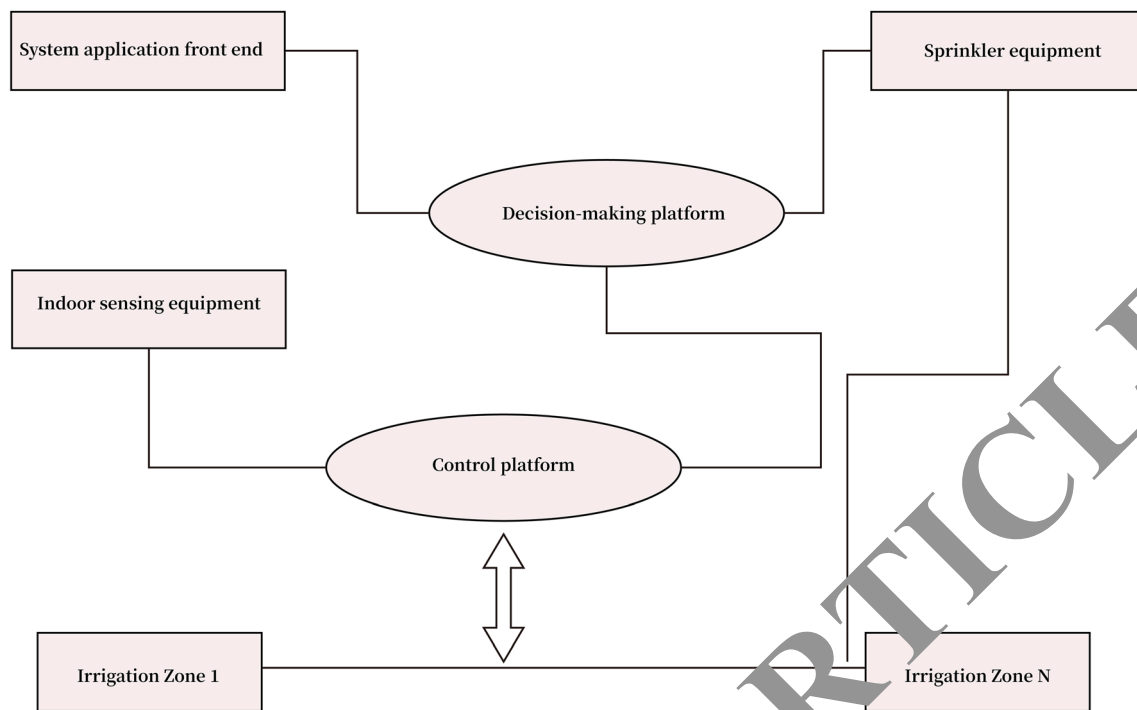 System application front end
Sprinkler equipment
Decision-making platform
Indoor sensing equipment
Control platform
Irrigation Zone 1
Irrigation Zone N
RTICLE